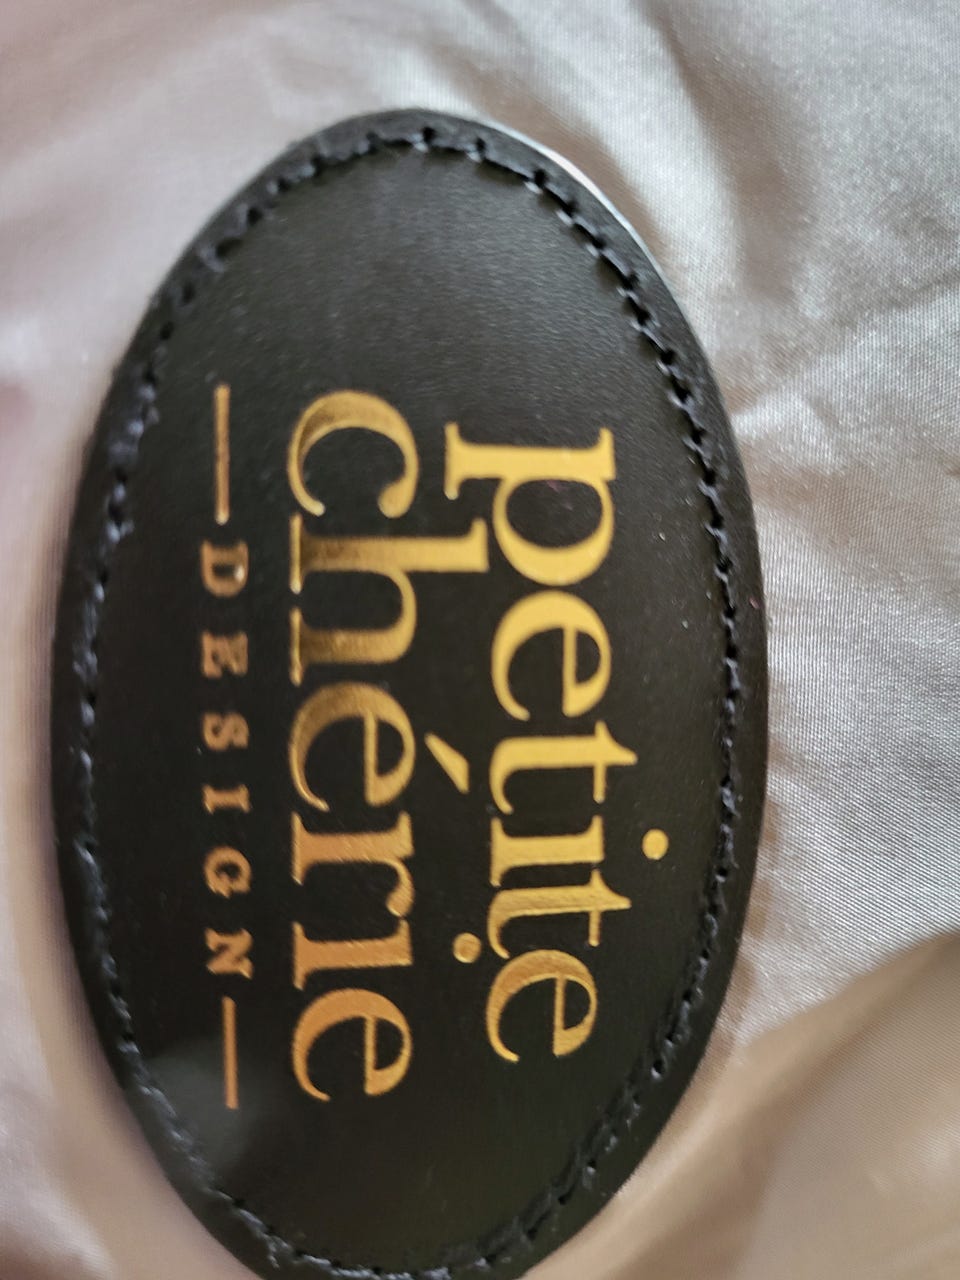 petite
chérie
— DESIGN —